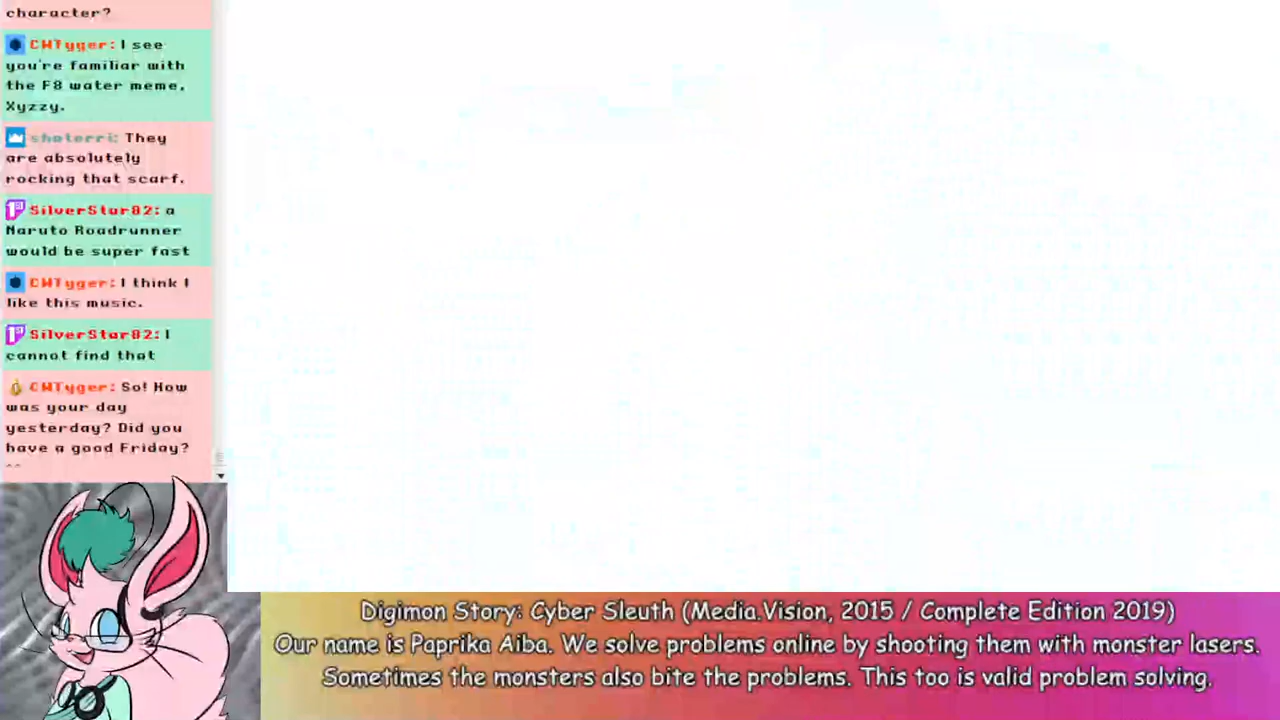 character?
CWTyger: I see
you're familiar with
the F8 water meme,
Xyzzy.
shaterri: They
are absolutely
rocking that scarf.
SilverStar82: a
Naruto Roadrunner
would be super fast
CWTyger: I think I
like this music.
SilverStar82: I
cannot find that
CWTyger: So! How
was your day
yesterday? Did you
have a good Friday?
^^
Digimon Story: Cyber Sleuth (Media.Vision, 2015 / Complete Edition 2019)
Our name is Paprika Aiba. We solve problems online by shooting them with monster lasers.
Sometimes the monsters also bite the problems. This too is valid problem solving.